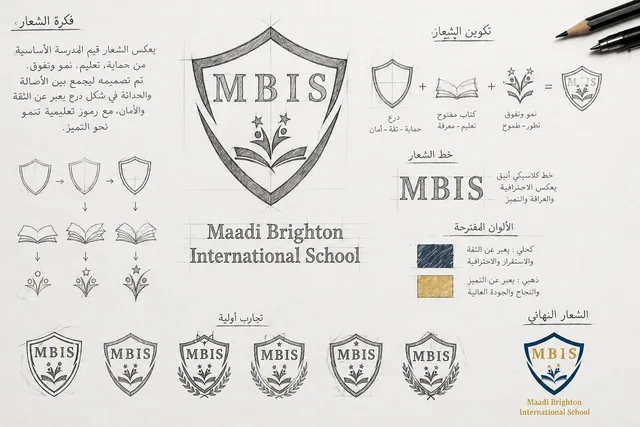 فكرة الشعار
يعكس الشعار قيم المدرسة الأساسية
من حماية، تعليم، نمو وتفوق.
تم تصميمه ليجمع بين الأصالة
والحداثة في شكل درع يعبر عن الثقة
والأمان، مع رموز تعليمية تنمو
نحو التميز.
MBIS
Maadi Brighton
International School
تكوين الشعار
درع
حماية - ثقة - أمان
+
كتاب مفتوح
تعليم - معرفة
+
نمو وتفوق
تطور - طموح
=
MBIS
خط الشعار
MBIS
خط كلاسيكي أنيق
يعكس الاحترافية
والعراقة والتميز
الألوان المقترحة
كحلي : يعبر عن الثقة
والاستقرار والاحترافية
ذهبي : يعبر عن التميز
والنجاح والجودة العالية
تجارب أولية
MBIS
MBIS
MBIS
MBIS
MBIS
MBIS
الشعار النهائي
MBIS
Maadi Brighton
International School